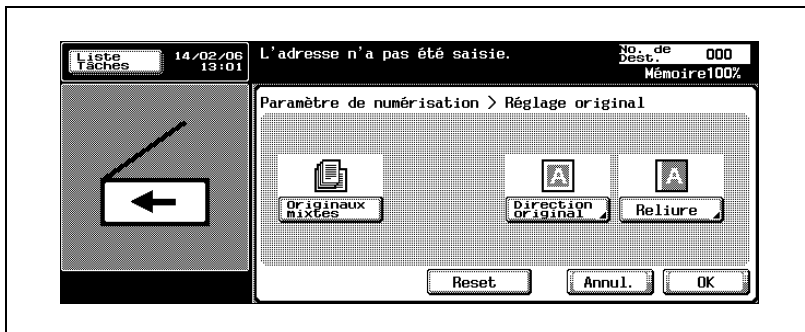 Liste
Tâches
14/02/06
13:01
L'adresse n'a pas été saisie.
No. de
Dest.
000
Mémoire100%
Paramètre de numérisation > Réglage original
A
A
Originaux
mixtes
Direction
original
Reliure
Reset
Annul.
OK